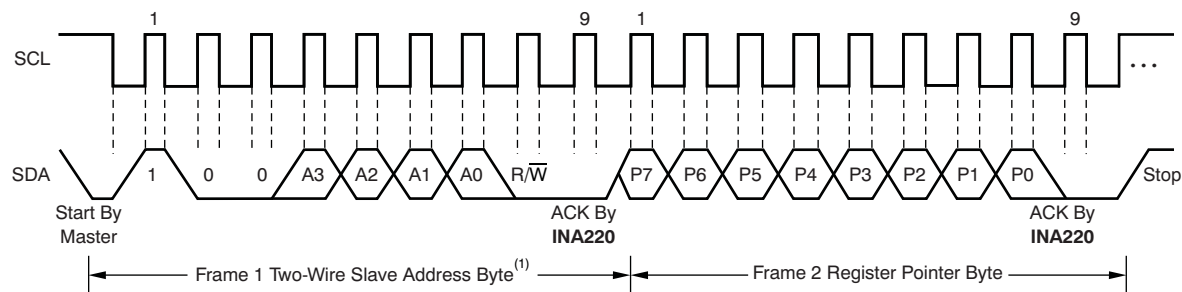 1 9 1 9
SCL ...
SDA 1 0 0 A3 A2 A1 A0 R/W̅ P7 P6 P5 P4 P3 P2 P1 P0 Stop
Start By Master
ACK By INA220
ACK By INA220
Frame 1 Two-Wire Slave Address Byte(1)
Frame 2 Register Pointer Byte